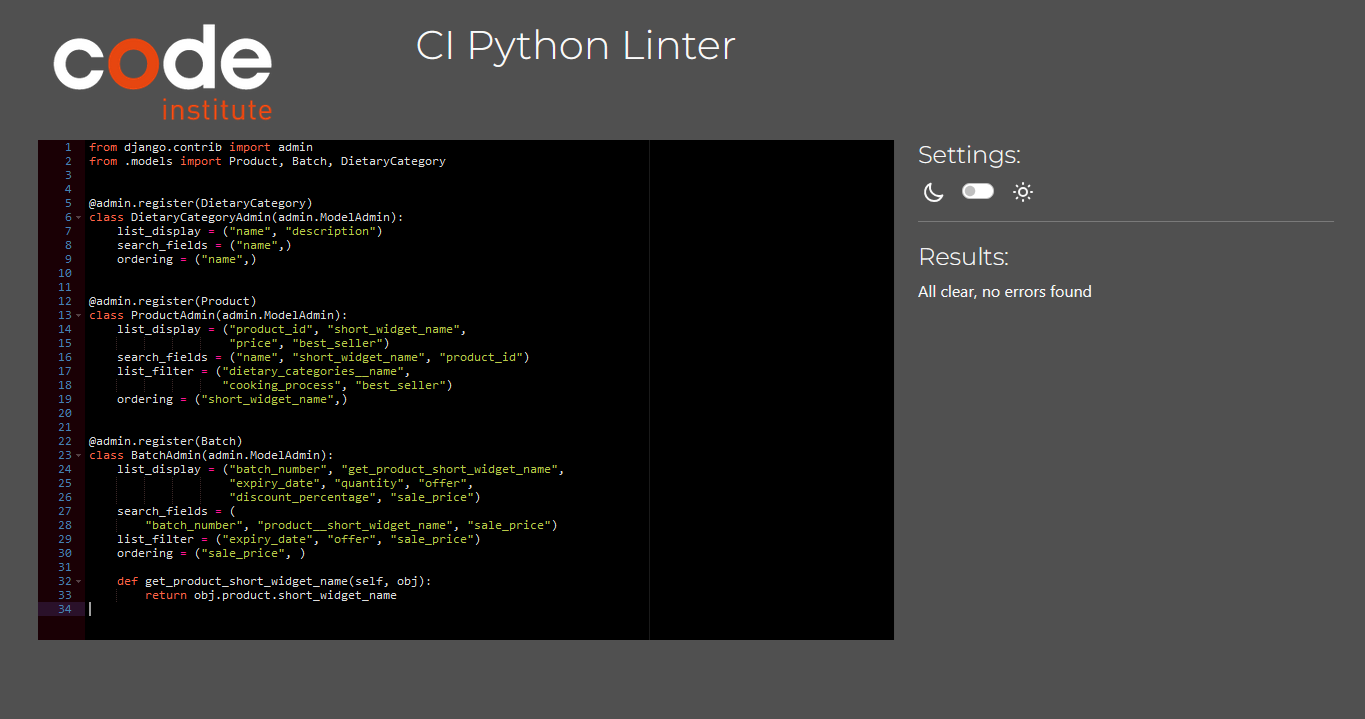 code
institute
CI Python Linter
1 from django.contrib import admin
2 from .models import Product, Batch, DietaryCategory
3
4
5 @admin.register(DietaryCategory)
6 class DietaryCategoryAdmin(admin.ModelAdmin):
7     list_display = ("name", "description")
8     search_fields = ("name",)
9     ordering = ("name",)
10
11
12 @admin.register(Product)
13 class ProductAdmin(admin.ModelAdmin):
14     list_display = ("product_id", "short_widget_name",
15                     "price", "best_seller")
16     search_fields = ("name", "short_widget_name", "product_id")
17     list_filter = ("dietary_categories__name",
18                    "cooking_process", "best_seller")
19     ordering = ("short_widget_name",)
20
21
22 @admin.register(Batch)
23 class BatchAdmin(admin.ModelAdmin):
24     list_display = ("batch_number", "get_product_short_widget_name",
25                     "expiry_date", "quantity", "offer",
26                     "discount_percentage", "sale_price")
27     search_fields = (
28         "batch_number", "product__short_widget_name", "sale_price")
29     list_filter = ("expiry_date", "offer", "sale_price")
30     ordering = ("sale_price", )
31
32     def get_product_short_widget_name(self, obj):
33         return obj.product.short_widget_name
34
Settings:
Results:
All clear, no errors found